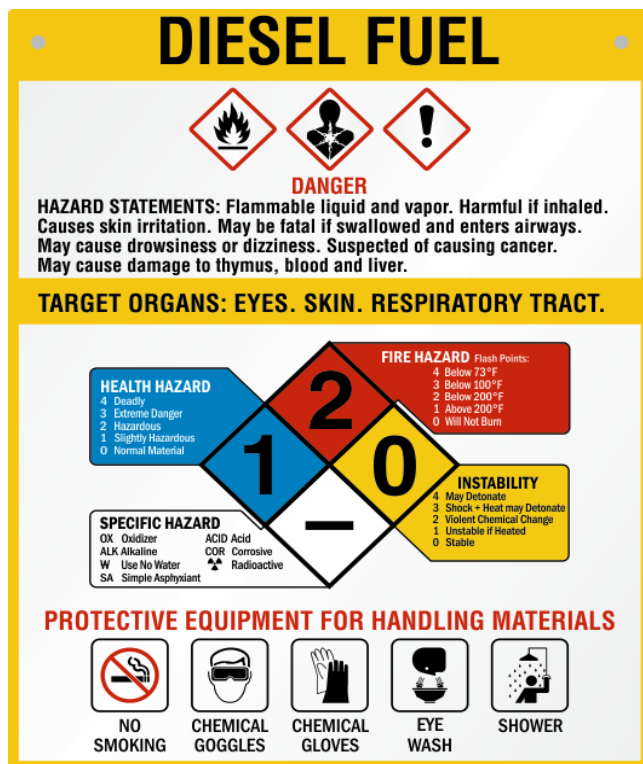 DIESEL FUEL
DANGER
HAZARD STATEMENTS: Flammable liquid and vapor. Harmful if inhaled.
Causes skin irritation. May be fatal if swallowed and enters airways.
May cause drowsiness or dizziness. Suspected of causing cancer.
May cause damage to thymus, blood and liver.
TARGET ORGANS: EYES. SKIN. RESPIRATORY TRACT.
FIRE HAZARD Flash Points:
4 Below 73°F
3 Below 100°F
2 Below 200°F
1 Above 200°F
0 Will Not Burn
HEALTH HAZARD
4 Deadly
3 Extreme Danger
2 Hazardous
1 Slightly Hazardous
0 Normal Material
2
1
0
–
INSTABILITY
4 May Detonate
3 Shock + Heat may Detonate
2 Violent Chemical Change
1 Unstable if Heated
0 Stable
SPECIFIC HAZARD
OX Oxidizer
ALK Alkaline
W̶ Use No Water
SA Simple Asphyxiant
ACID Acid
COR Corrosive
☢ Radioactive
PROTECTIVE EQUIPMENT FOR HANDLING MATERIALS
NO
SMOKING
CHEMICAL
GOGGLES
CHEMICAL
GLOVES
EYE
WASH
SHOWER